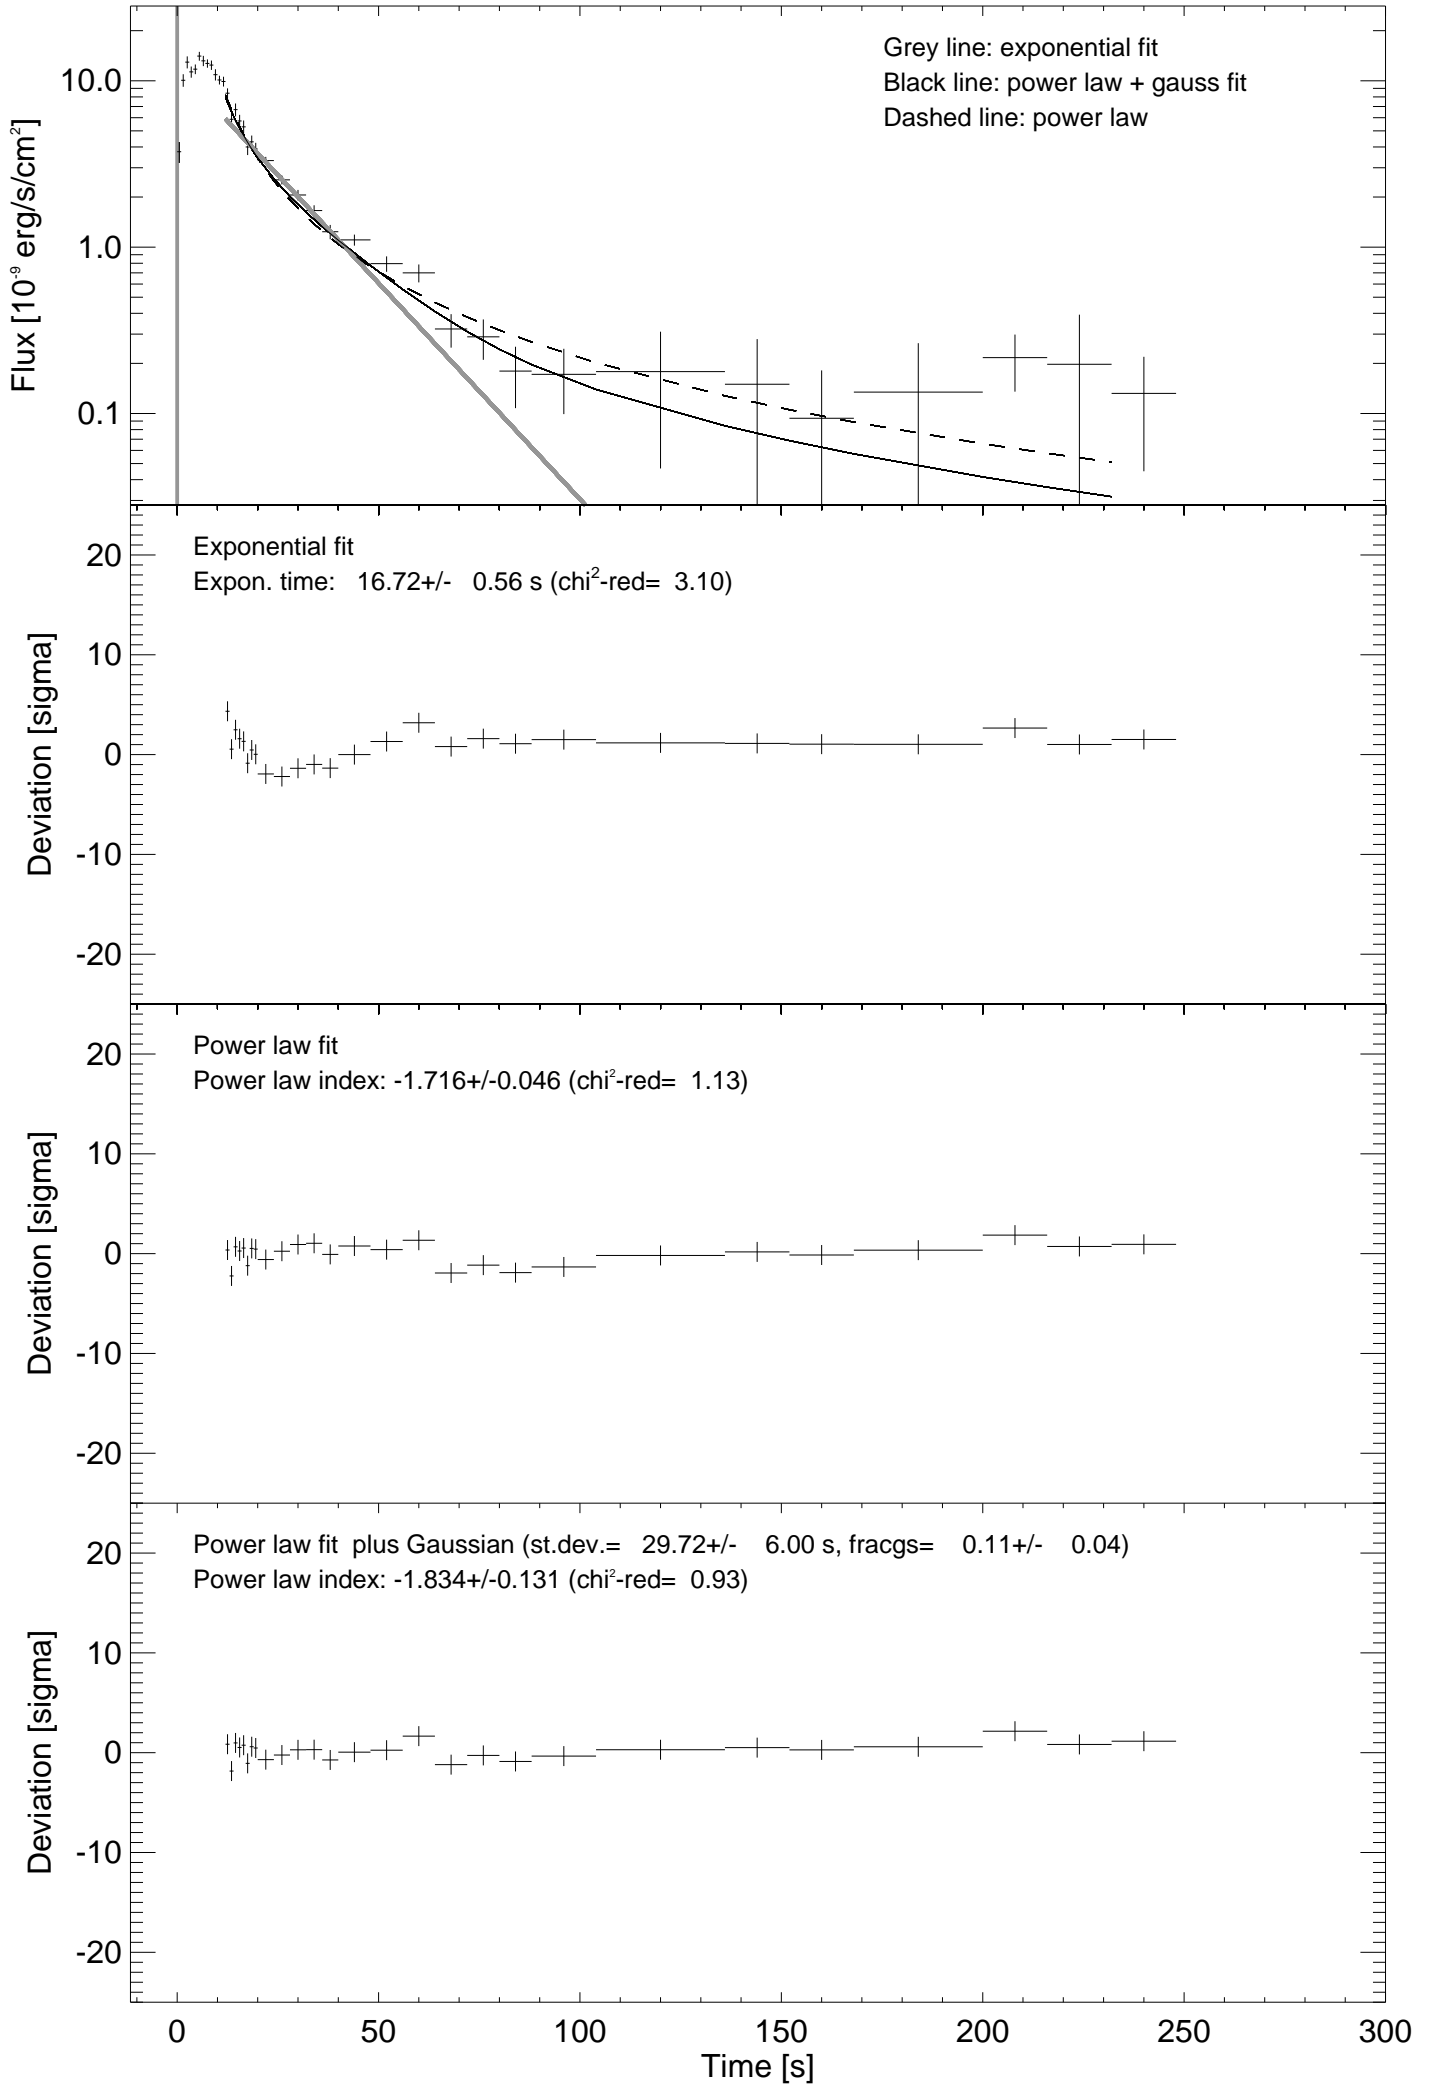 Grey line: exponential fit
Black line: power law + gauss fit
Dashed line: power law
10.0
1.0
0.1
Flux [10⁻⁹ erg/s/cm²]
Exponential fit
Expon. time: 16.72+/- 0.56 s (chi²-red= 3.10)
20
10
0
-10
-20
Deviation [sigma]
Power law fit
Power law index: -1.716+/-0.046 (chi²-red= 1.13)
20
10
0
-10
-20
Deviation [sigma]
Power law fit plus Gaussian (st.dev.= 29.72+/- 6.00 s, fracgs= 0.11+/- 0.04)
Power law index: -1.834+/-0.131 (chi²-red= 0.93)
20
10
0
-10
-20
Deviation [sigma]
0 50 100 150 200 250 300
Time [s]